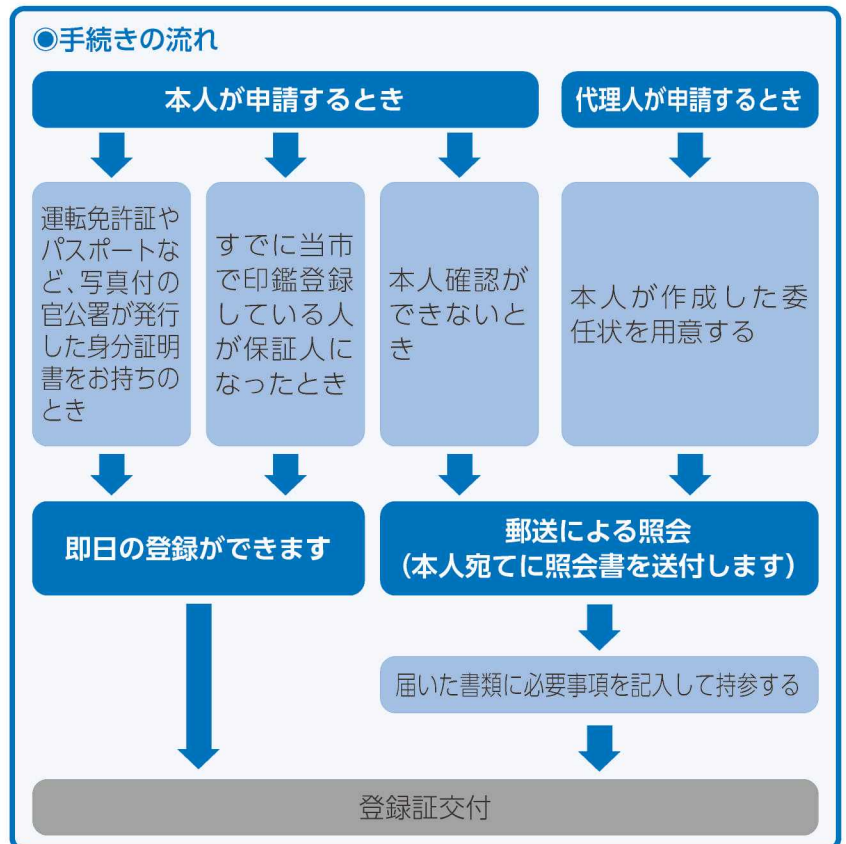 ◉手続きの流れ
本人が申請するとき
代理人が申請するとき
運転免許証や
パスポートな
ど、写真付の
官公署が発行
した身分証明
書をお持ちの
とき
すでに当市
で印鑑登録
している人
が保証人に
なったとき
本人確認が
できないと
き
本人が作成した委
任状を用意する
即日の登録ができます
郵送による照会
(本人宛てに照会書を送付します)
届いた書類に必要事項を記入して持参する
登録証交付